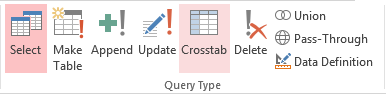 Select
Make
Table
Append
Update
Crosstab
Delete
Union
Pass-Through
Data Definition
Query Type